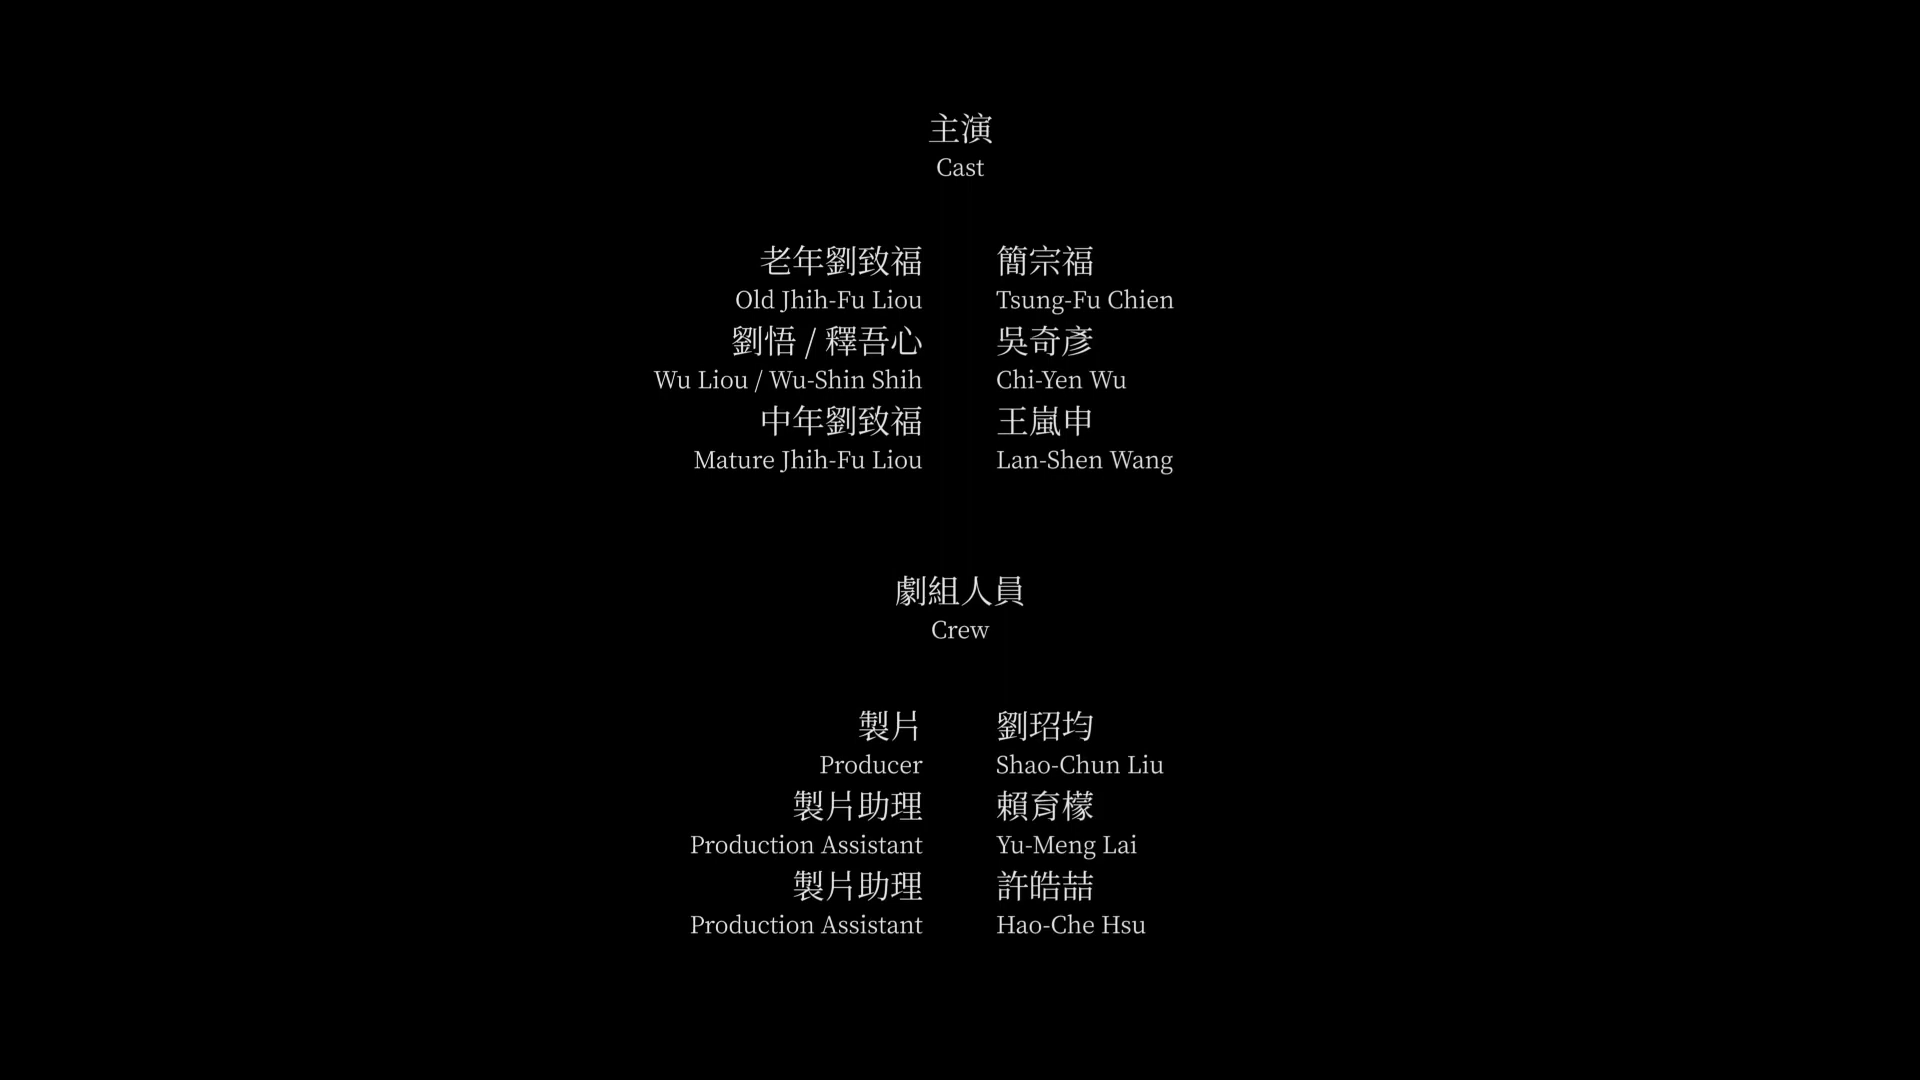 主演
Cast
老年劉致福 簡宗福
Old Jhih-Fu Liou Tsung-Fu Chien
劉悟 / 釋吾心 吳奇彥
Wu Liou / Wu-Shin Shih Chi-Yen Wu
中年劉致福 王嵐申
Mature Jhih-Fu Liou Lan-Shen Wang
劇組人員
Crew
製片 劉玿均
Producer Shao-Chun Liu
製片助理 賴育檬
Production Assistant Yu-Meng Lai
製片助理 許皓喆
Production Assistant Hao-Che Hsu